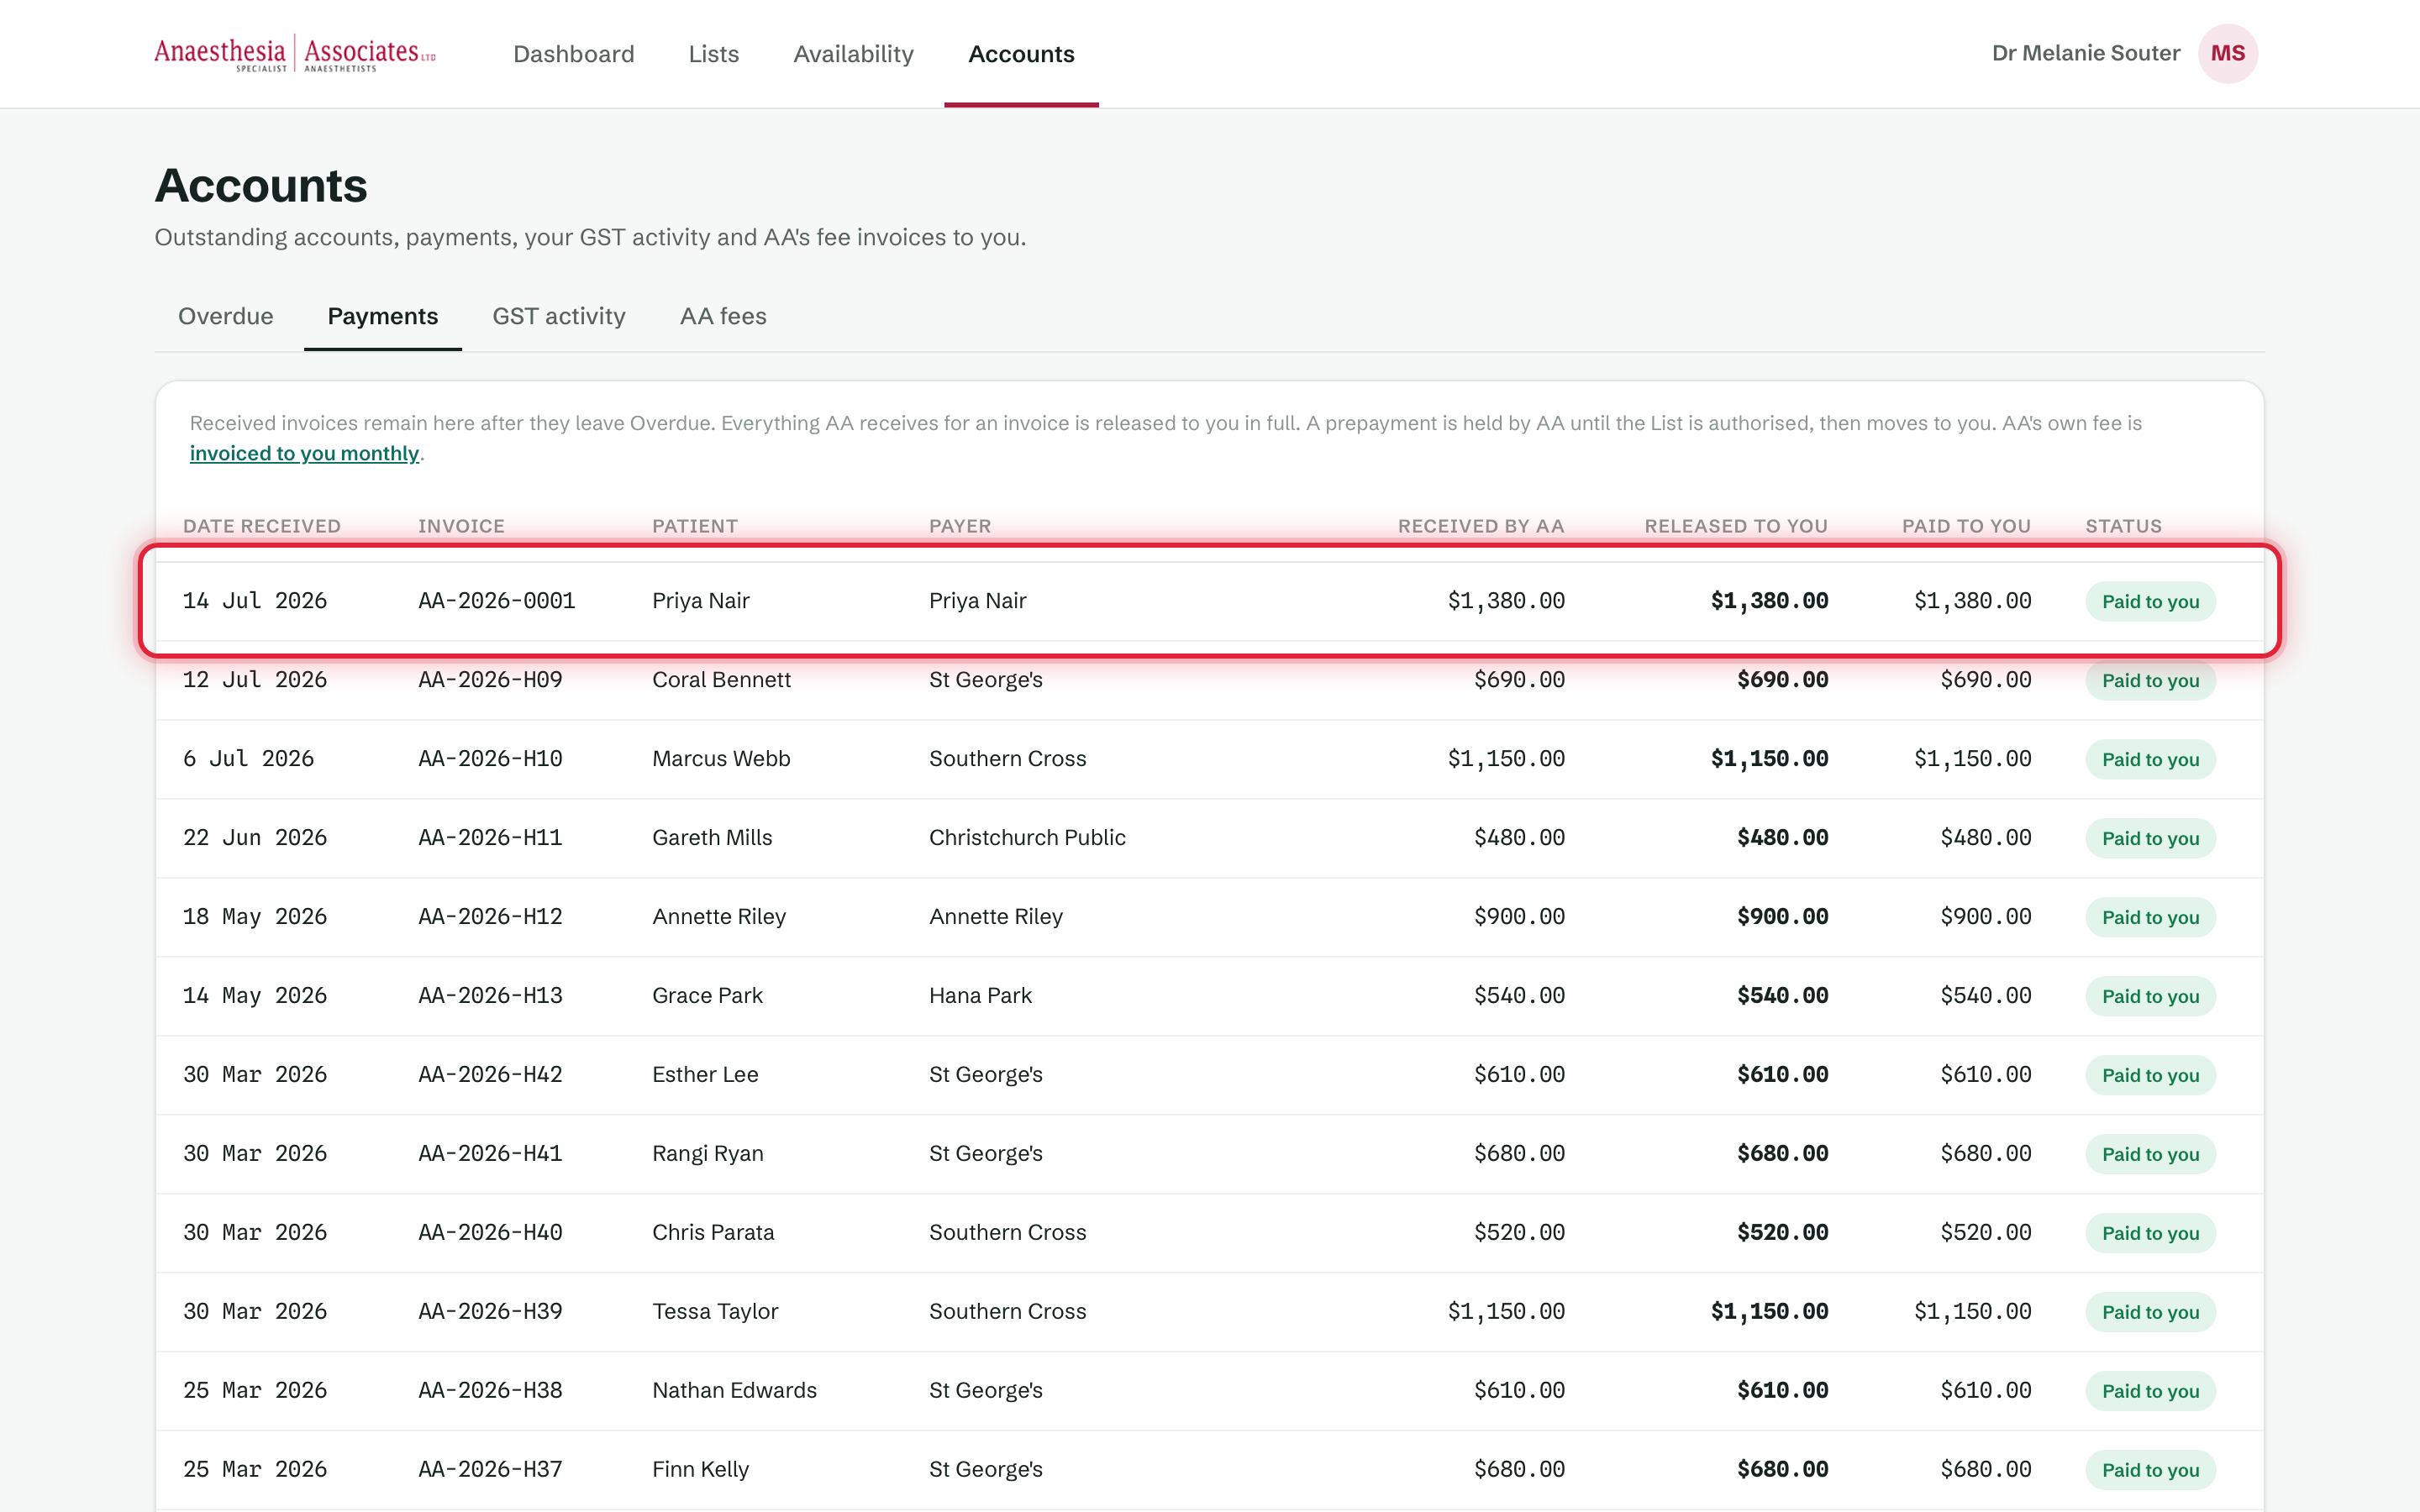 Anaesthesia | Associates LTD
SPECIALIST ANAESTHETISTS
Dashboard Lists Availability Accounts
Dr Melanie Souter MS
Accounts
Outstanding accounts, payments, your GST activity and AA's fee invoices to you.
Overdue Payments GST activity AA fees
Received invoices remain here after they leave Overdue. Everything AA receives for an invoice is released to you in full. A prepayment is held by AA until the List is authorised, then moves to you. AA's own fee is
invoiced to you monthly.
DATE RECEIVED INVOICE PATIENT PAYER RECEIVED BY AA RELEASED TO YOU PAID TO YOU STATUS
14 Jul 2026 AA-2026-0001 Priya Nair Priya Nair $1,380.00 $1,380.00 $1,380.00 Paid to you
12 Jul 2026 AA-2026-H09 Coral Bennett St George's $690.00 $690.00 $690.00 Paid to you
6 Jul 2026 AA-2026-H10 Marcus Webb Southern Cross $1,150.00 $1,150.00 $1,150.00 Paid to you
22 Jun 2026 AA-2026-H11 Gareth Mills Christchurch Public $480.00 $480.00 $480.00 Paid to you
18 May 2026 AA-2026-H12 Annette Riley Annette Riley $900.00 $900.00 $900.00 Paid to you
14 May 2026 AA-2026-H13 Grace Park Hana Park $540.00 $540.00 $540.00 Paid to you
30 Mar 2026 AA-2026-H42 Esther Lee St George's $610.00 $610.00 $610.00 Paid to you
30 Mar 2026 AA-2026-H41 Rangi Ryan St George's $680.00 $680.00 $680.00 Paid to you
30 Mar 2026 AA-2026-H40 Chris Parata Southern Cross $520.00 $520.00 $520.00 Paid to you
30 Mar 2026 AA-2026-H39 Tessa Taylor Southern Cross $1,150.00 $1,150.00 $1,150.00 Paid to you
25 Mar 2026 AA-2026-H38 Nathan Edwards St George's $610.00 $610.00 $610.00 Paid to you
25 Mar 2026 AA-2026-H37 Finn Kelly St George's $680.00 $680.00 $680.00 Paid to you